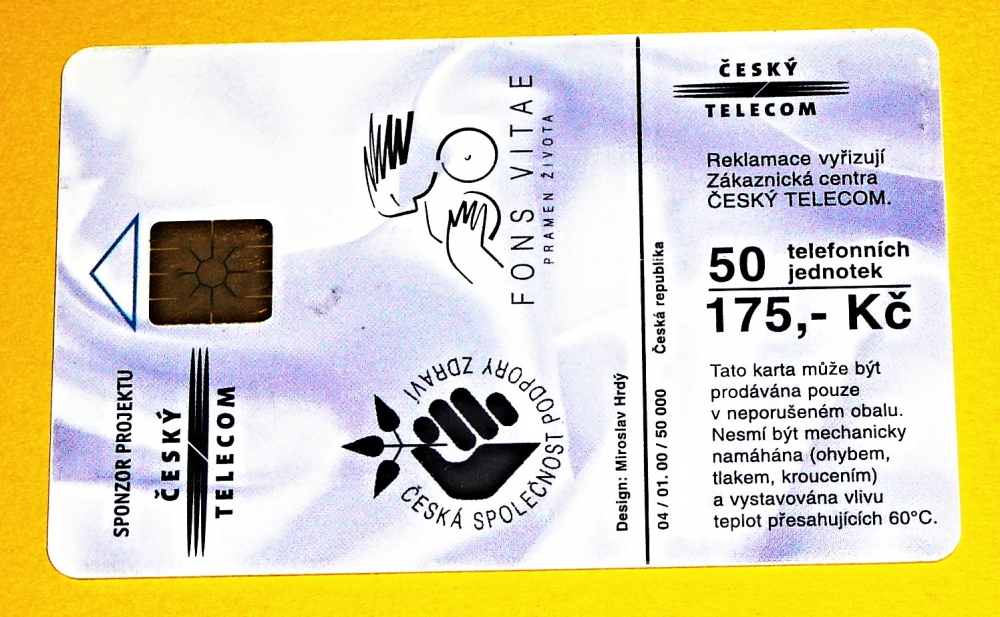 ČESKÝ
TELECOM
Reklamace vyřizují
Zákaznická centra
ČESKÝ TELECOM.
50 telefonních
jednotek
175,- Kč
Tato karta může být
prodávána pouze
v neporušeném obalu.
Nesmí být mechanicky
namáhána (ohybem,
tlakem, kroucením)
a vystavována vlivu
teplot přesahujících 60°C.
SPONZOR PROJEKTU
ČESKÝ
TELECOM
FONS VITAE
PRAMEN ŽIVOTA
ČESKÁ SPOLEČNOST PODPORY ZDRAVÍ
Design: Miroslav Hrdý
04 / 01. 00 / 50 000 Česká republika